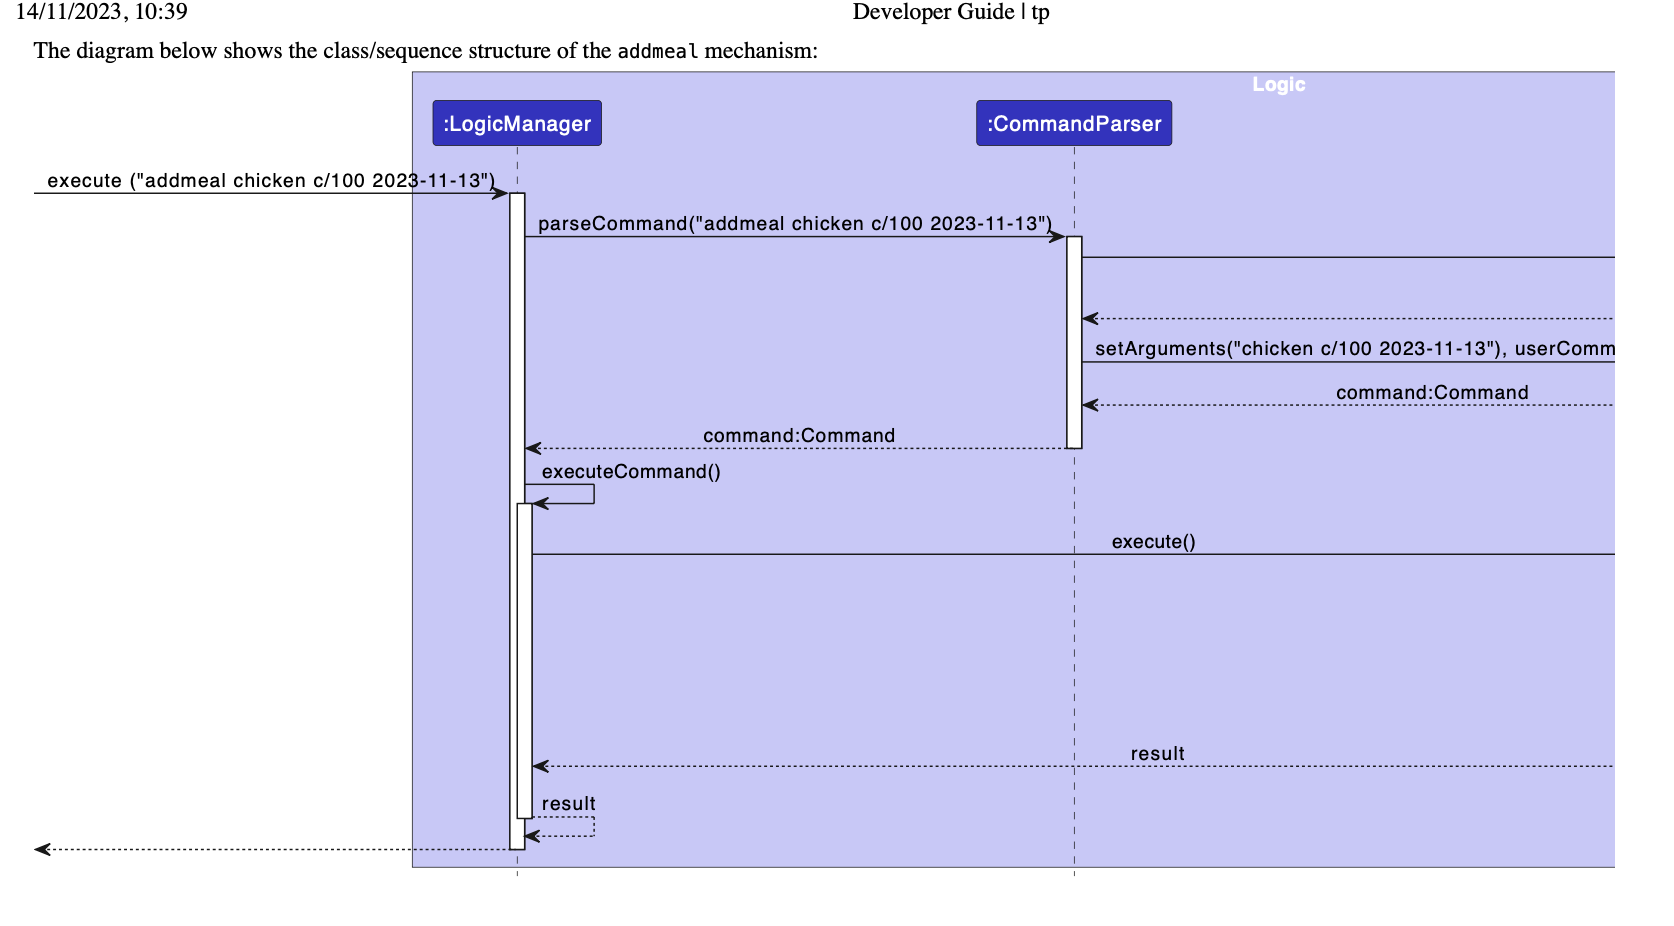 14/11/2023, 10:39
Developer Guide | tp
The diagram below shows the class/sequence structure of the addmeal mechanism:
Logic
:LogicManager
:CommandParser
execute ("addmeal chicken c/100 2023-11-13")
parseCommand("addmeal chicken c/100 2023-11-13")
setArguments("chicken c/100 2023-11-13"), userComm
command:Command
command:Command
executeCommand()
execute()
result
result